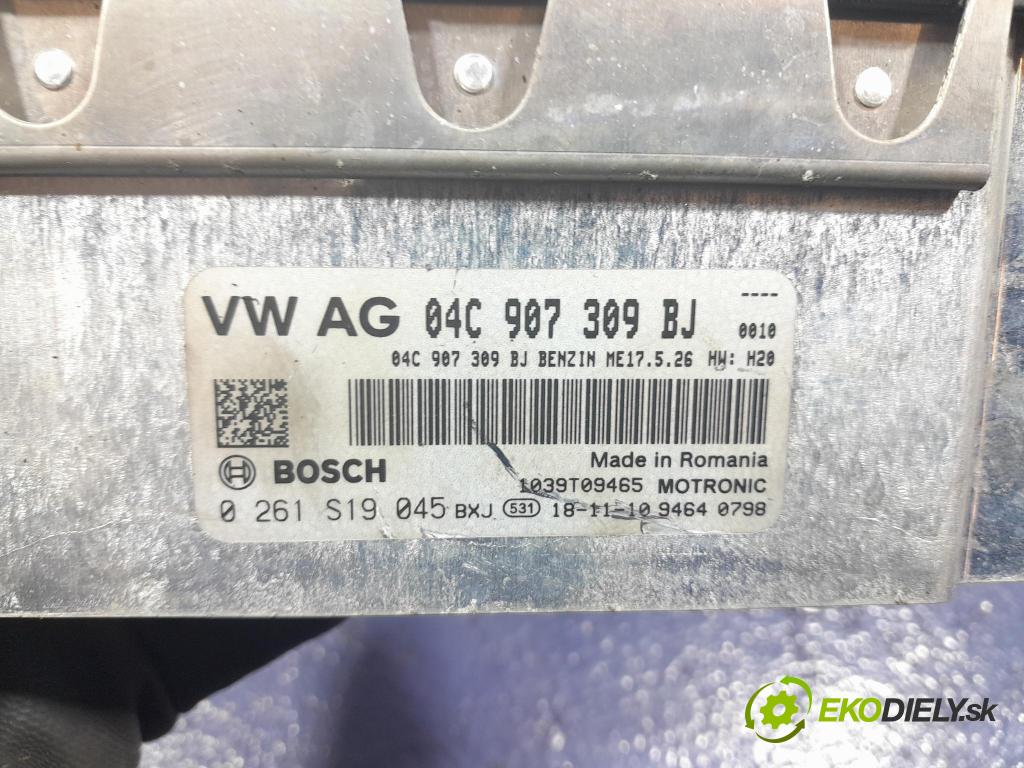 ----
VW AG 04C 907 309 BJ 0010
04C 907 309 BJ BENZIN ME17.5.26 HW: H20
BOSCH Made in Romania
1039T09465 MOTRONIC
0 261 S19 045 BXJ 531 18-11-10 9464 0798
EKODIELY.sk